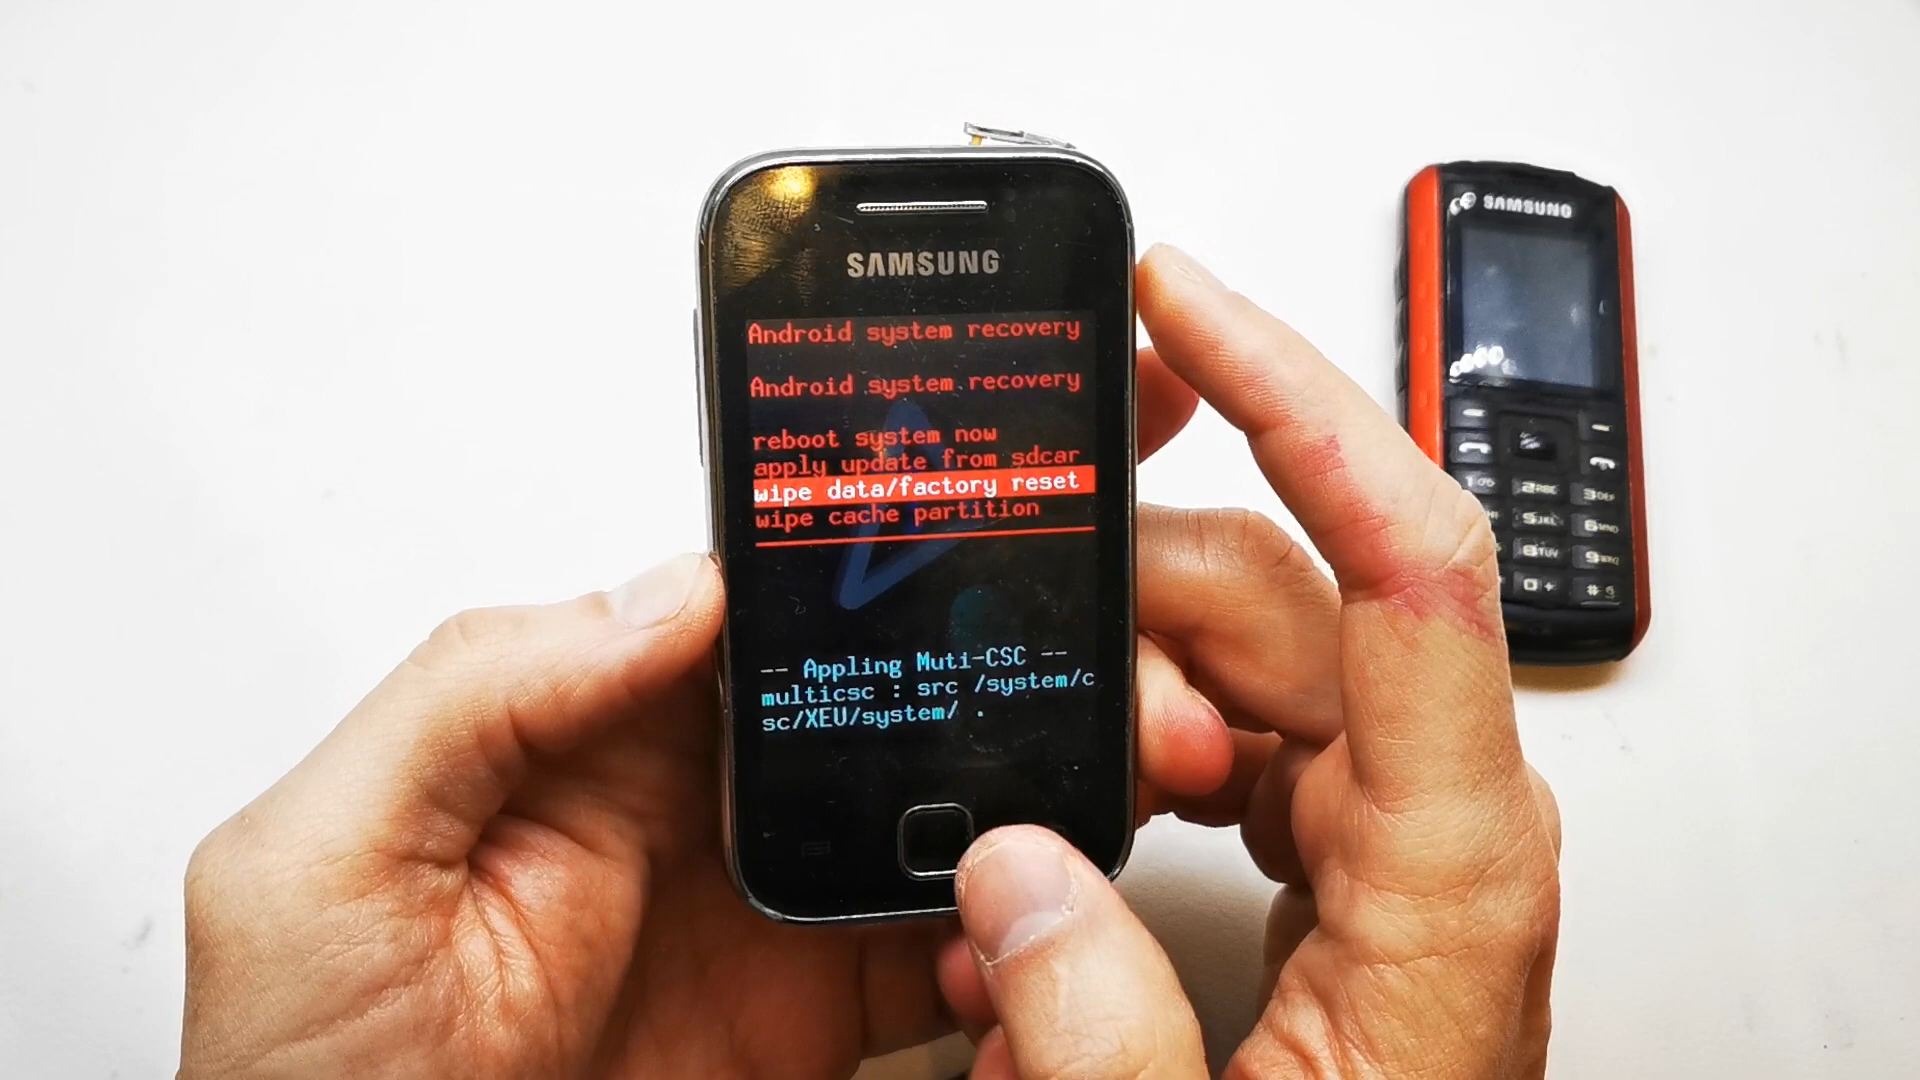 SAMSUNG
Android system recovery
Android system recovery
reboot system now
apply update from sdcar
wipe data/factory reset
wipe cache partition
-- Appling Muti-CSC --
multicsc : src /system/c
sc/XEU/system/ .
SAMSUNG